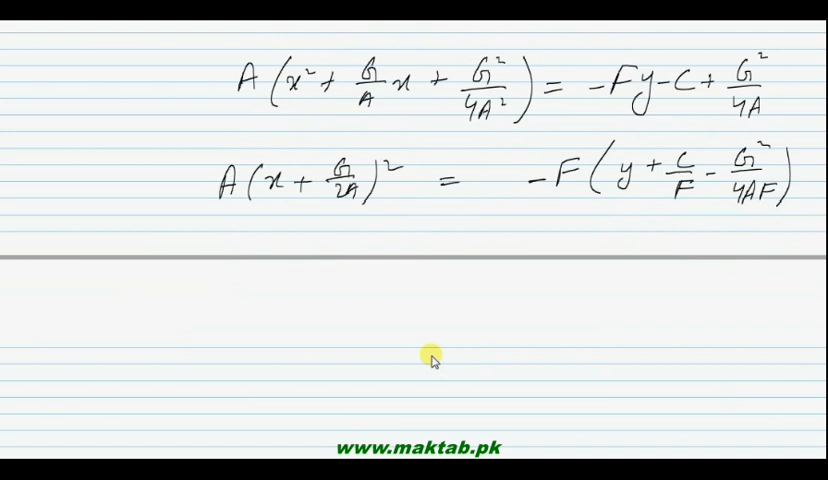 A(x² + G/A x + G²/4A²) = -Fy - C + G²/4A
A(x + G/2A)² = -F(y + C/F - G²/4AF)
www.maktab.pk